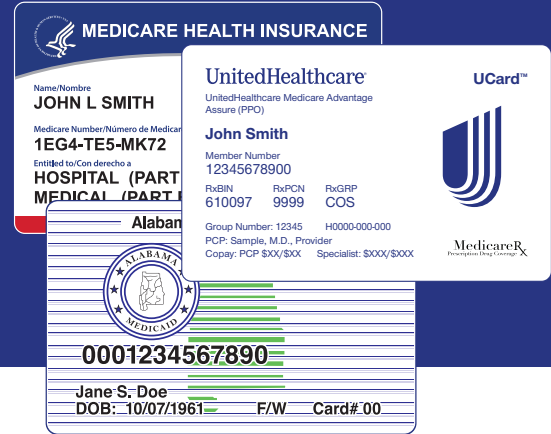 MEDICARE HEALTH INSURANCE
Name/Nombre
JOHN L SMITH
Medicare Number/Número de Medicar
1EG4-TE5-MK72
Entitled to/Con derecho a
HOSPITAL (PART
MEDICAL (PART
UnitedHealthcare®
UCard™
UnitedHealthcare Medicare Advantage
Assure (PPO)
John Smith
Member Number
12345678900
RxBIN RxPCN RxGRP
610097 9999 COS
Group Number: 12345 H0000-000-000
PCP: Sample, M.D., Provider
Copay: PCP $XX/$XX Specialist: $XXX/$XXX
MedicareRx
Prescription Drug Coverage
Alabam
ALABAMA
MEDICAID
0001234567890
Jane S. Doe
DOB: 10/07/1961 F/W Card# 00